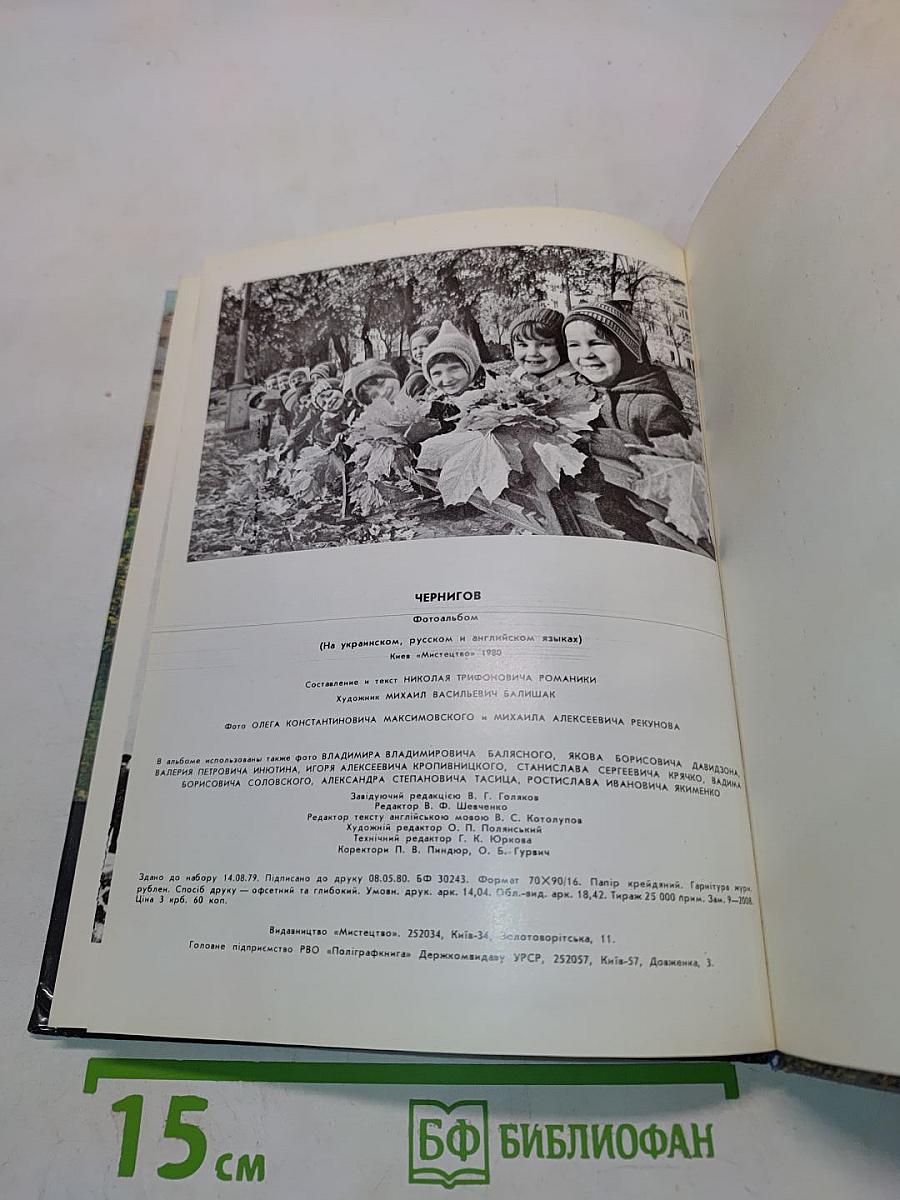 ЧЕРНИГОВ
Фотоальбом
(На украинском, русском и английском языках)
Киев «Мистецтво» 1980
Составление и текст НИКОЛАЯ ТРИФОНОВИЧА РОМАНИКИ
Художник МИХАИЛ ВАСИЛЬЕВИЧ БАЛИШАК
Фото ОЛЕГА КОНСТАНТИНОВИЧА МАКСИМОВСКОГО и МИХАИЛА АЛЕКСЕЕВИЧА РЕКУНОВА
В альбоме использованы также фото ВЛАДИМИРА ВЛАДИМИРОВИЧА БАЛЯСНОГО, ЯКОВА БОРИСОВИЧА ДАВИДЗОНА,
ВАЛЕРИЯ ПЕТРОВИЧА ИНЮТИНА, ИГОРЯ АЛЕКСЕЕВИЧА КРОПИВНИЦКОГО, СТАНИСЛАВА СЕРГЕЕВИЧА КРЯЧКО, ВАДИМА
БОРИСОВИЧА СОЛОВСКОГО, АЛЕКСАНДРА СТЕПАНОВИЧА ТАСИЦА, РОСТИСЛАВА ИВАНОВИЧА ЯКИМЕНКО
Завідуючий редакцією В. Г. Голяков
Редактор В. Ф. Шевченко
Редактор тексту англійською мовою В. С. Котолупов
Художній редактор О. П. Полянський
Технічний редактор Г. К. Юркова
Коректори П. В. Пиндюр, О. Б. Гурвич
Здано до набору 14.08.79. Підписано до друку 08.05.80. БФ 30243. Формат 70X90/16. Папір крейдяний. Гарнітура журн.
рублен. Спосіб друку — офсетний та глибокий. Умовн. друк. арк. 14,04. Обл.-вид. арк. 18,42. Тираж 25 000 прим. Зам. 9—2008.
Ціна 3 крб. 60 коп.
Видавництво «Мистецтво». 252034, Київ-34, Золотоворітська, 11.
Головне підприємство РВО «Поліграфкнига» Держкомвидаву УРСР, 252057, Київ-57, Довженка, 3.
15 см
БФ БИБЛИОФАН